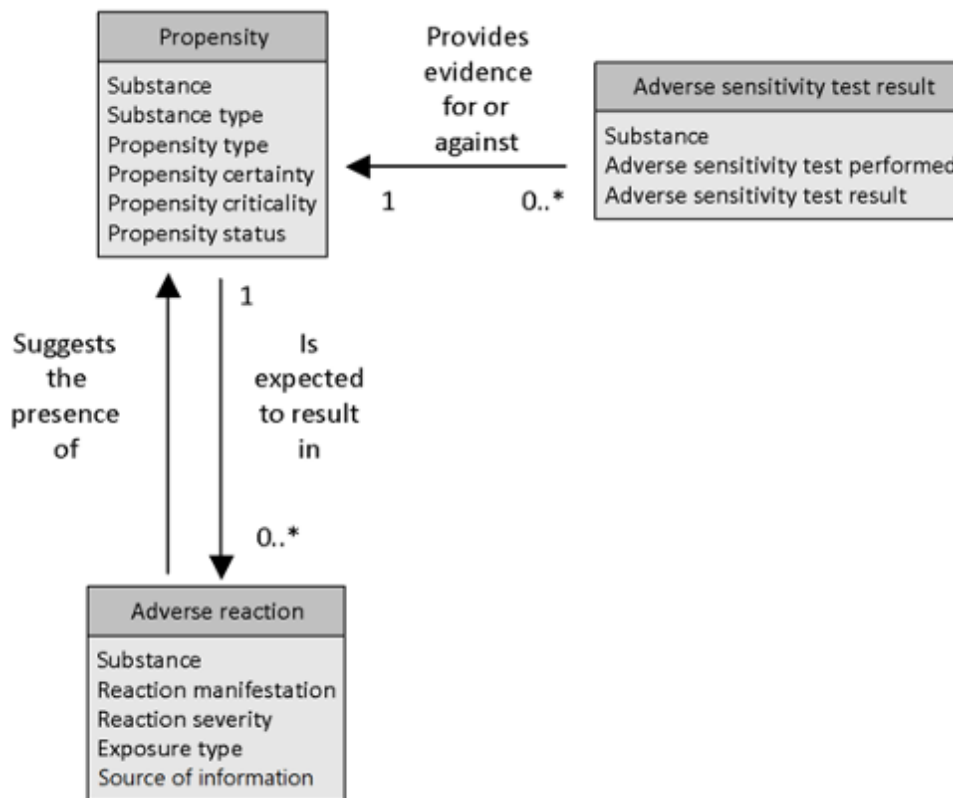 Propensity
Substance
Substance type
Propensity type
Propensity certainty
Propensity criticality
Propensity status
Provides
evidence
for or
against
1
0..*
Adverse sensitivity test result
Substance
Adverse sensitivity test performed
Adverse sensitivity test result
Suggests
the
presence
of
1
Is
expected
to result
in
0..*
Adverse reaction
Substance
Reaction manifestation
Reaction severity
Exposure type
Source of information